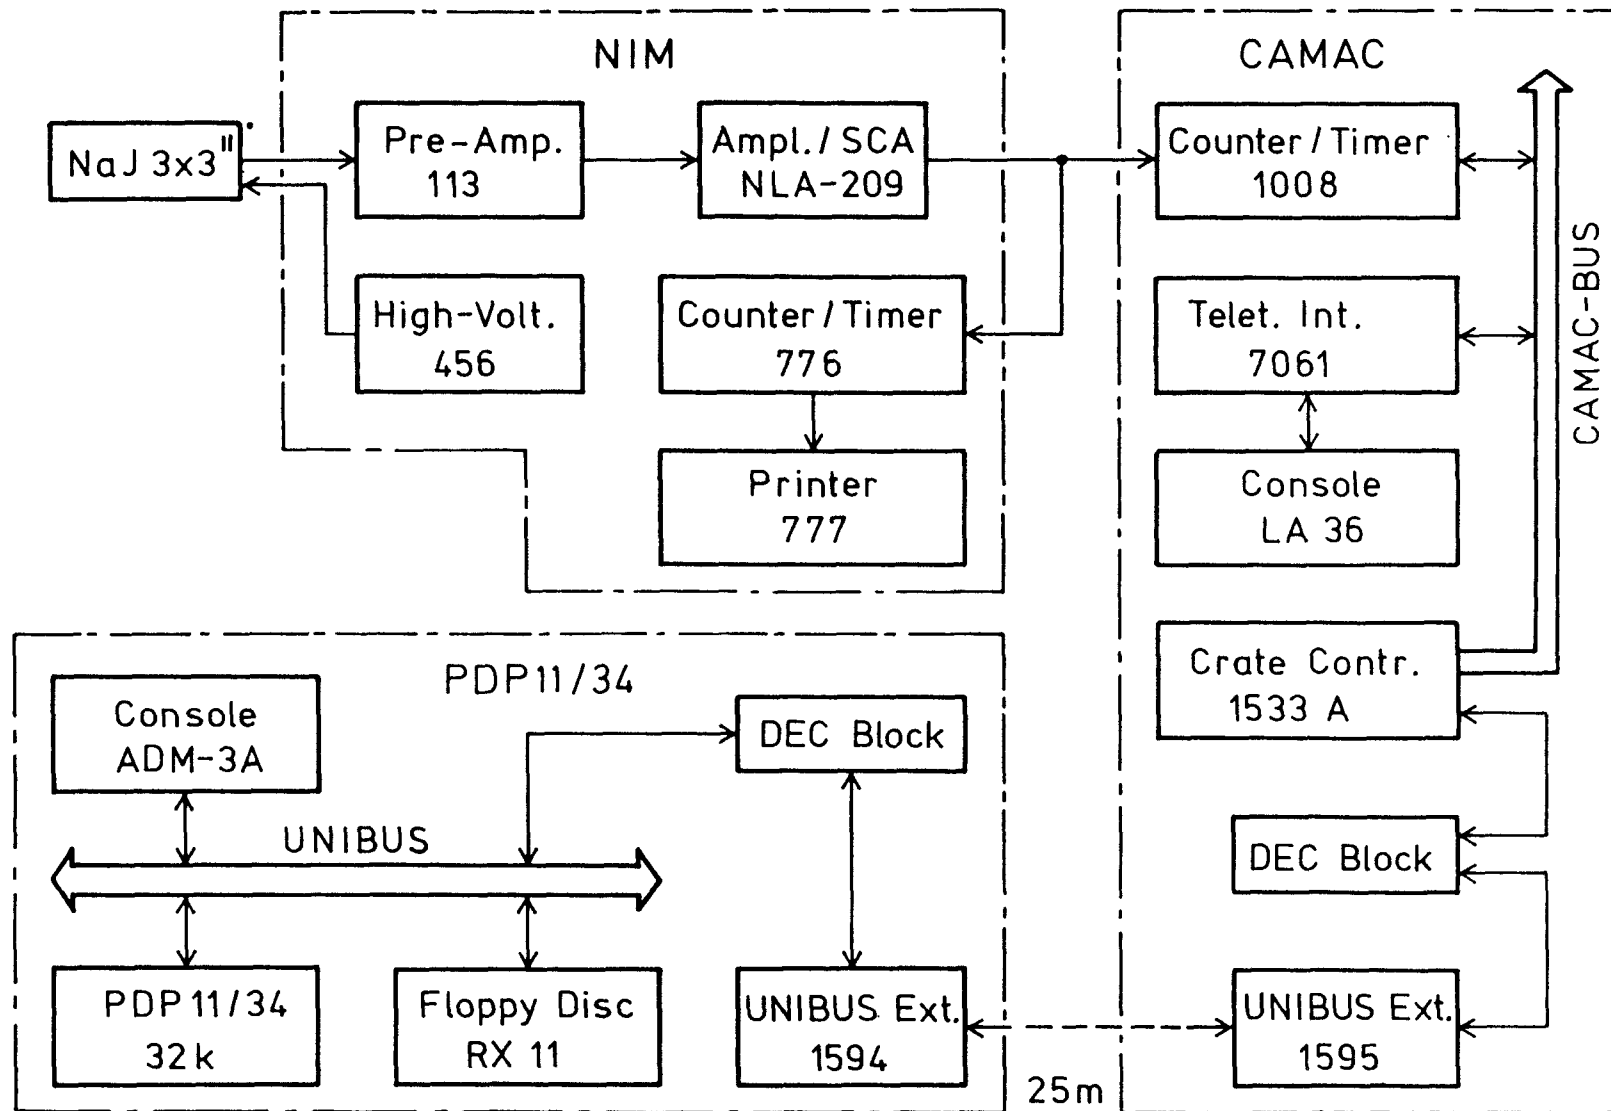 NIM
CAMAC
NaJ 3x3"
Pre-Amp.
113
Ampl./SCA
NLA-209
Counter/Timer
1008
High-Volt.
456
Counter/Timer
776
Telet. Int.
7061
CAMAC-BUS
Printer
777
Console
LA 36
Crate Contr.
1533 A
PDP11/34
Console
ADM-3A
DEC Block
UNIBUS
DEC Block
PDP11/34
32k
Floppy Disc
RX 11
UNIBUS Ext.
1594
UNIBUS Ext.
1595
25m